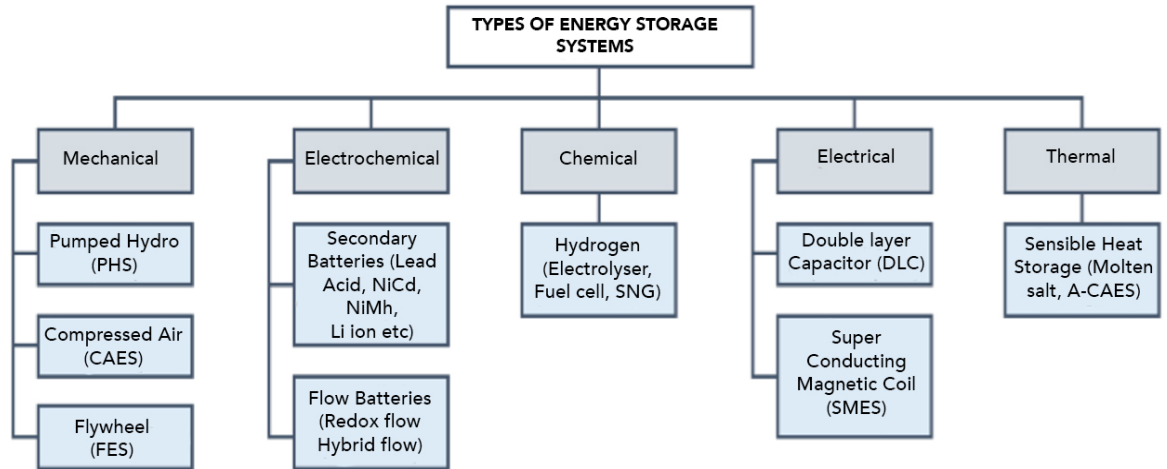 TYPES OF ENERGY STORAGE
SYSTEMS
Mechanical
Electrochemical
Chemical
Electrical
Thermal
Pumped Hydro
(PHS)
Compressed Air
(CAES)
Flywheel
(FES)
Secondary
Batteries (Lead
Acid, NiCd,
NiMh,
Li ion etc)
Flow Batteries
(Redox flow
Hybrid flow)
Hydrogen
(Electrolyser,
Fuel cell, SNG)
Double layer
Capacitor (DLC)
Super
Conducting
Magnetic Coil
(SMES)
Sensible Heat
Storage (Molten
salt, A-CAES)